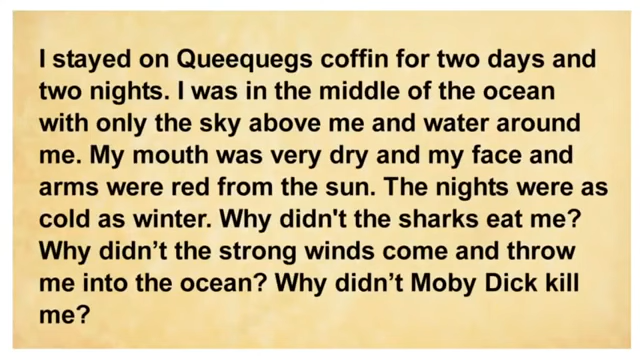 I stayed on Queequegs coffin for two days and
two nights. I was in the middle of the ocean
with only the sky above me and water around
me. My mouth was very dry and my face and
arms were red from the sun. The nights were as
cold as winter. Why didn't the sharks eat me?
Why didn’t the strong winds come and throw
me into the ocean? Why didn’t Moby Dick kill
me?